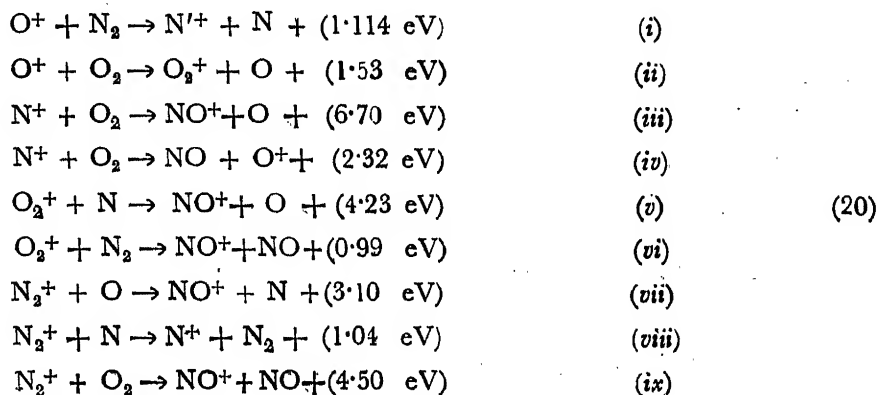 O⁺ + N₂ → N′⁺ + N + (1·114 eV) (i)
O⁺ + O₂ → O₂⁺ + O + (1·53 eV) (ii)
N⁺ + O₂ → NO⁺+O + (6·70 eV) (iii)
N⁺ + O₂ → NO + O⁺+ (2·32 eV) (iv)
O₂⁺ + N → NO⁺+ O + (4·23 eV) (v) (20)
O₂⁺ + N₂ → NO⁺+NO+(0·99 eV) (vi)
N₂⁺ + O → NO⁺ + N +(3·10 eV) (vii)
N₂⁺ + N → N⁺ + N₂ + (1·04 eV) (viii)
N₂⁺ + O₂ → NO⁺+NO+(4·50 eV) (ix)